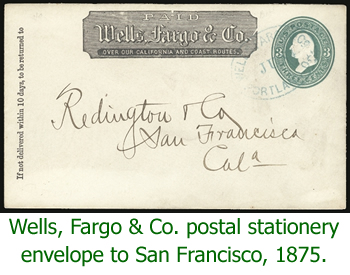 PAID
Wells, Fargo & Co.
OVER OUR CALIFORNIA AND COAST ROUTES.
If not delivered within 10 days, to be returned to
Redington & Co
San Francisco
Cala
Wells, Fargo & Co. postal stationery
envelope to San Francisco, 1875.